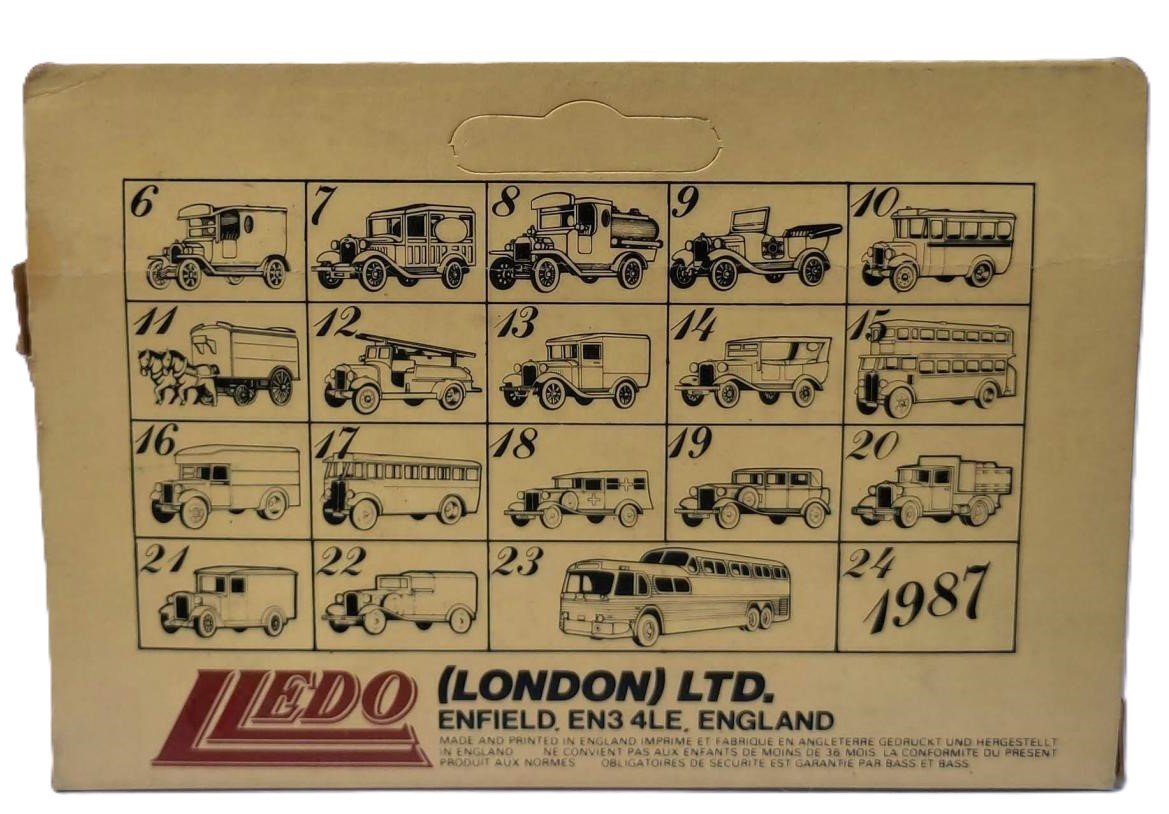 6 7 8 9 10
11 12 13 14 15
16 17 18 19 20
21 22 23 24 1987
LLEDO (LONDON) LTD.
ENFIELD, EN3 4LE, ENGLAND
MADE AND PRINTED IN ENGLAND IMPRIME ET FABRIQUE EN ANGLETERRE GEDRUCKT UND HERGESTELLT
IN ENGLAND NE CONVIENT PAS AUX ENFANTS DE MOINS DE 36 MOIS. LA CONFORMITE DU PRESENT
PRODUIT AUX NORMES OBLIGATOIRES DE SECURITE EST GARANTIE PAR BASS ET BASS